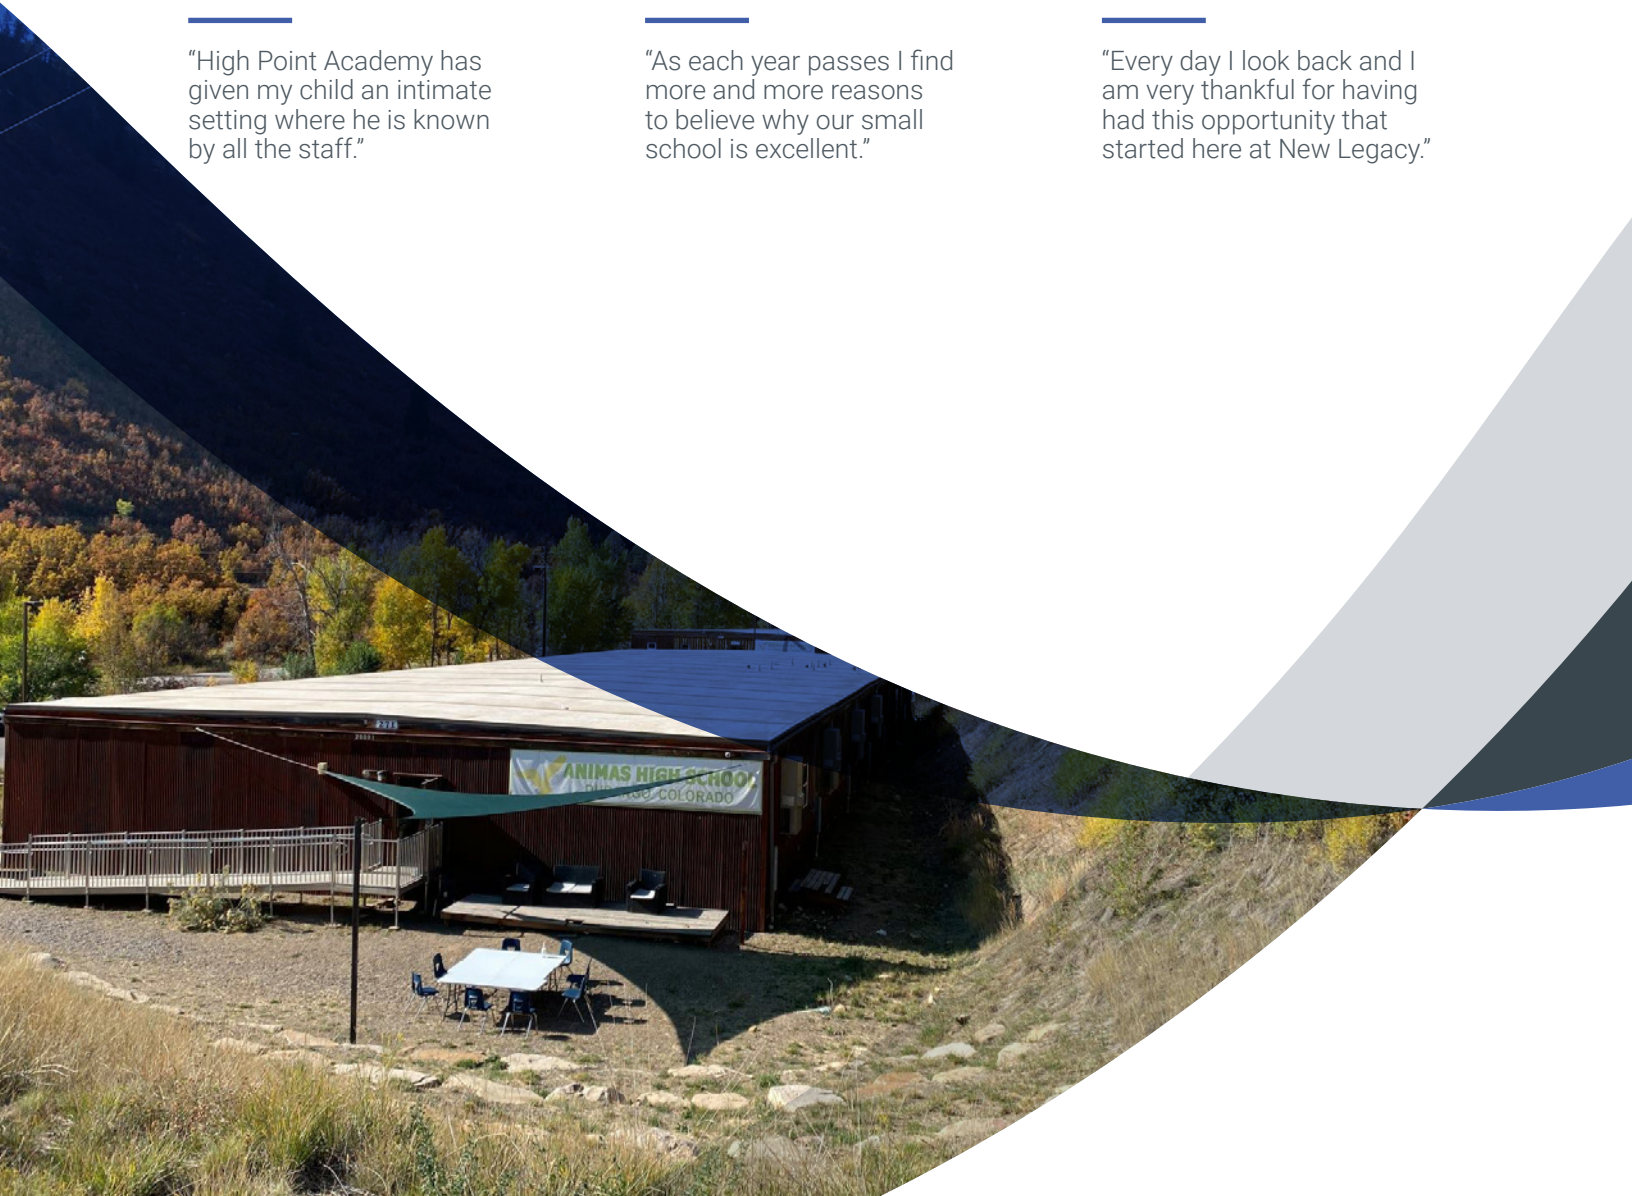 “High Point Academy has
given my child an intimate
setting where he is known
by all the staff.”
“As each year passes I find
more and more reasons
to believe why our small
school is excellent.”
“Every day I look back and I
am very thankful for having
had this opportunity that
started here at New Legacy.”
271
ANIMAS HIGH SCHOOL
COLORADO